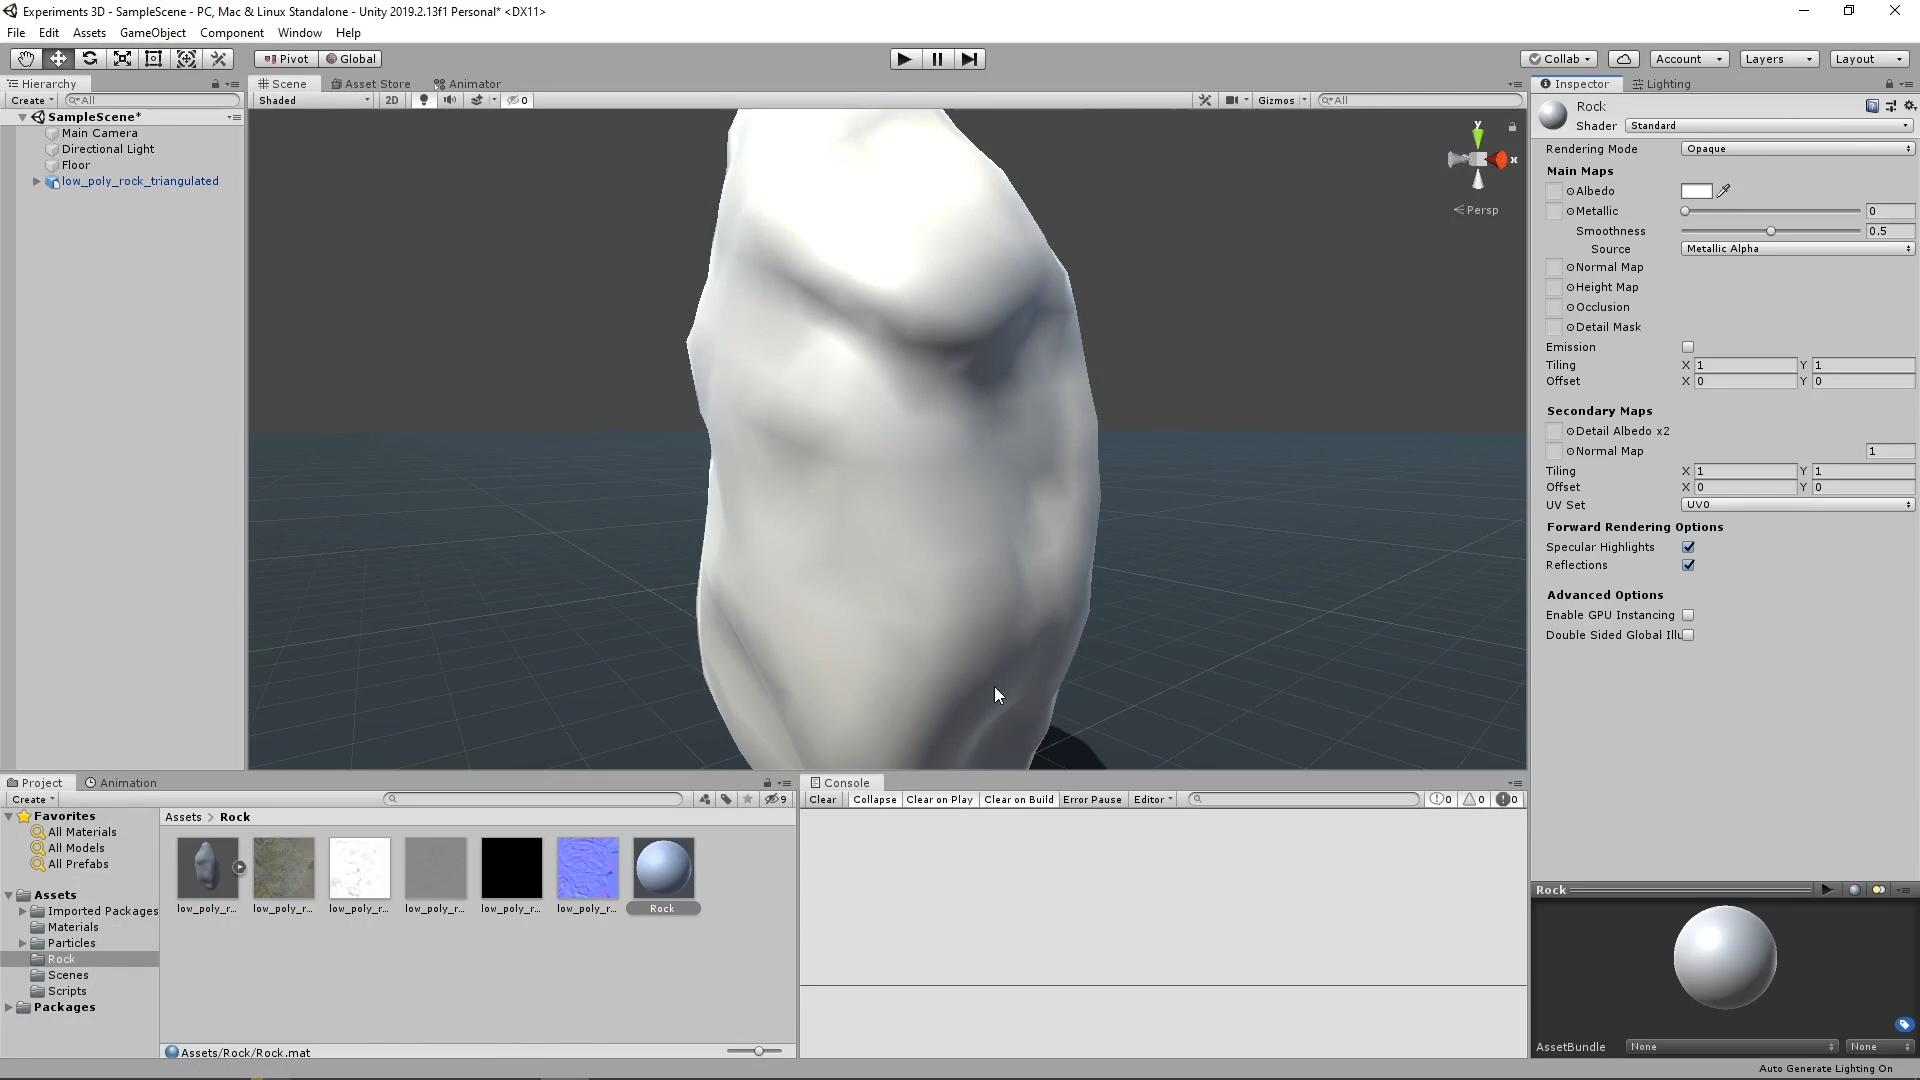 Experiments 3D - SampleScene - PC, Mac & Linux Standalone - Unity 2019.2.13f1 Personal* <DX11>
File Edit Assets GameObject Component Window Help
Pivot Global Collab Account Layers Layout
Hierarchy
Create All
SampleScene*
Main Camera
Directional Light
Floor
low_poly_rock_triangulated
Scene Asset Store Animator
Shaded 2D 0 Gizmos All
y
x
Persp
Inspector Lighting
Rock
Shader Standard
Rendering Mode Opaque
Main Maps
Albedo
Metallic 0
Smoothness 0.5
Source Metallic Alpha
Normal Map
Height Map
Occlusion
Detail Mask
Emission
Tiling X 1 Y 1
Offset X 0 Y 0
Secondary Maps
Detail Albedo x2
Normal Map 1
Tiling X 1 Y 1
Offset X 0 Y 0
UV Set UV0
Forward Rendering Options
Specular Highlights
Reflections
Advanced Options
Enable GPU Instancing
Double Sided Global Illu
Project Animation
Create 9
Favorites
All Materials
All Models
All Prefabs
Assets
Imported Packages
Materials
Particles
Rock
Scenes
Scripts
Packages
Assets > Rock
low_poly_r... low_poly_r... low_poly_r... low_poly_r... low_poly_r... low_poly_r... Rock
Assets/Rock/Rock.mat
Console
Clear Collapse Clear on Play Clear on Build Error Pause Editor 0 0 0
Rock
AssetBundle None None
Auto Generate Lighting On